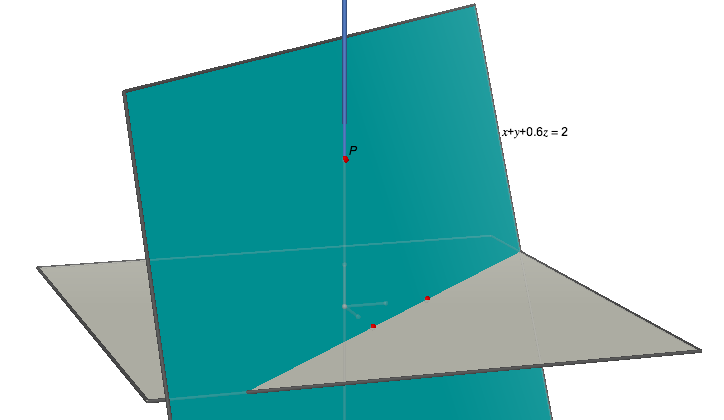 x+y+0.6z = 2
P